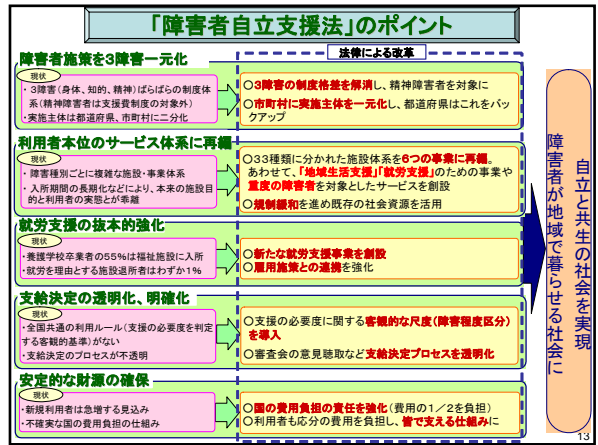 「障害者自立支援法」のポイント
法律による改革
障害者施策を3障害一元化
現状
・3障害(身体、知的、精神)ばらばらの制度体
系(精神障害者は支援費制度の対象外)
・実施主体は都道府県、市町村に二分化
○3障害の制度格差を解消し、精神障害者を対象に
○市町村に実施主体を一元化し、都道府県はこれをバッ
クアップ
利用者本位のサービス体系に再編
現状
・障害種別ごとに複雑な施設・事業体系
・入所期間の長期化などにより、本来の施設目
的と利用者の実態とが乖離
○33種類に分かれた施設体系を6つの事業に再編。
あわせて、「地域生活支援」「就労支援」のための事業や
重度の障害者を対象としたサービスを創設
○規制緩和を進め既存の社会資源を活用
就労支援の抜本的強化
現状
・養護学校卒業者の55%は福祉施設に入所
・就労を理由とする施設退所者はわずか1%
○新たな就労支援事業を創設
○雇用施策との連携を強化
支給決定の透明化、明確化
現状
・全国共通の利用ルール(支援の必要度を判定
する客観的基準)がない
・支給決定のプロセスが不透明
○支援の必要度に関する客観的な尺度(障害程度区分)
を導入
○審査会の意見聴取など支給決定プロセスを透明化
安定的な財源の確保
現状
・新規利用者は急増する見込み
・不確実な国の費用負担の仕組み
○国の費用負担の責任を強化(費用の1/2を負担)
○利用者も応分の費用を負担し、皆で支える仕組みに
障害者が地域で暮らせる社会に
自立と共生の社会を実現
13